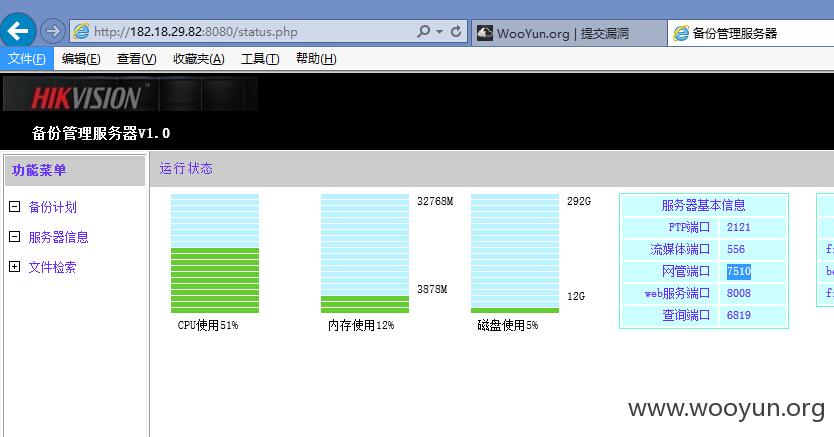 http://182.18.29.82:8080/status.php
WooYun.org | 提交漏洞
备份管理服务器
文件(F) 编辑(E) 查看(V) 收藏夹(A) 工具(T) 帮助(H)
HIKVISION™
备份管理服务器V1.0
功能菜单
备份计划
服务器信息
文件检索
运行状态
32768M
3878M
292G
12G
CPU使用51%
内存使用12%
磁盘使用5%
服务器基本信息
FTP端口 2121
流媒体端口 556
网管端口 7510
web服务端口 8008
查询端口 6819
www.wooyun.org